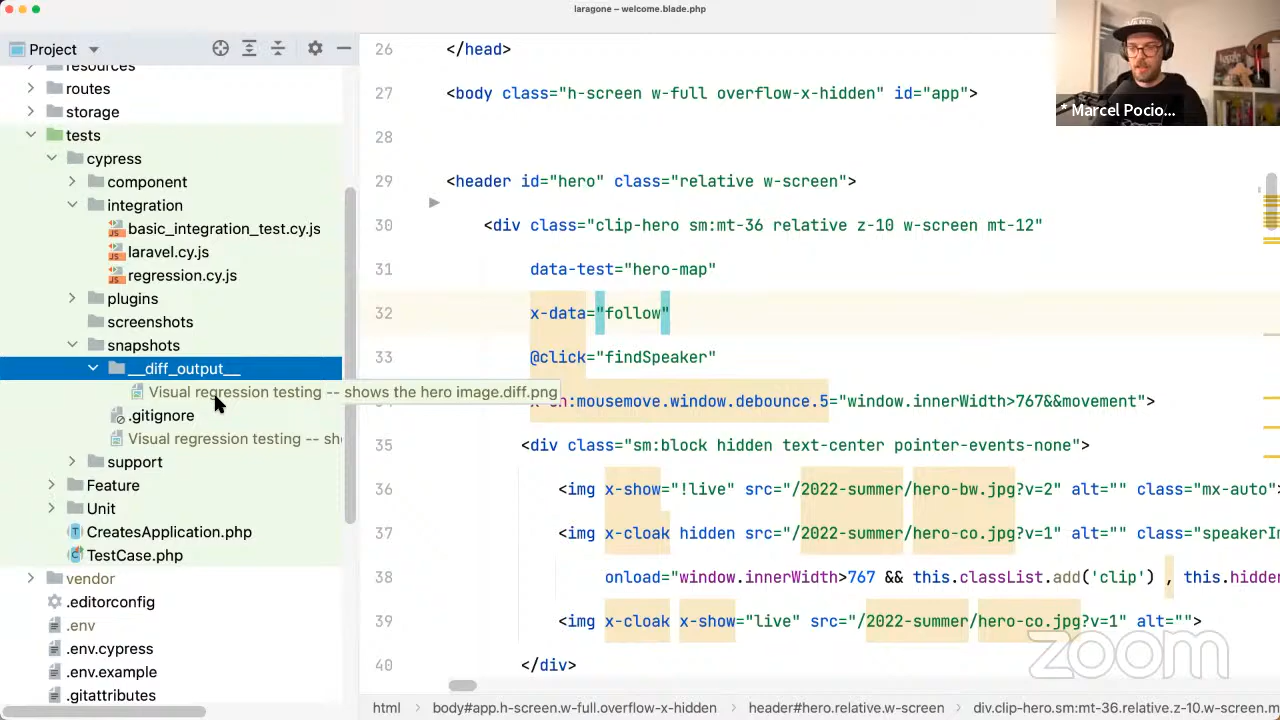 laragone – welcome.blade.php
Project
resources
routes
storage
tests
cypress
component
integration
basic_integration_test.cy.js
laravel.cy.js
regression.cy.js
plugins
screenshots
snapshots
__diff_output__
Visual regression testing -- shows the hero image.diff.png
.gitignore
Visual regression testing -- sh
support
Feature
Unit
CreatesApplication.php
TestCase.php
vendor
.editorconfig
.env
.env.cypress
.env.example
.gitattributes
26 </head>
27 <body class="h-screen w-full overflow-x-hidden" id="app">
28
29 <header id="hero" class="relative w-screen">
30 <div class="clip-hero sm:mt-36 relative z-10 w-screen mt-12"
31 data-test="hero-map"
32 x-data="follow"
33 @click="findSpeaker"
:mousemove.window.debounce.5="window.innerWidth>767&&movement">
35 <div class="sm:block hidden text-center pointer-events-none">
36 <img x-show="!live" src="/2022-summer/hero-bw.jpg?v=2" alt="" class="mx-auto"
37 <img x-cloak hidden src="/2022-summer/hero-co.jpg?v=1" alt="" class="speakerIm
38 onload="window.innerWidth>767 && this.classList.add('clip') , this.hidden
39 <img x-cloak x-show="live" src="/2022-summer/hero-co.jpg?v=1" alt="">
40 </div>
html body#app.h-screen.w-full.overflow-x-hidden header#hero.relative.w-screen div.clip-hero.sm:mt-36.relative.z-10.w-screen.m
VANS
* Marcel Pocio...
zoom